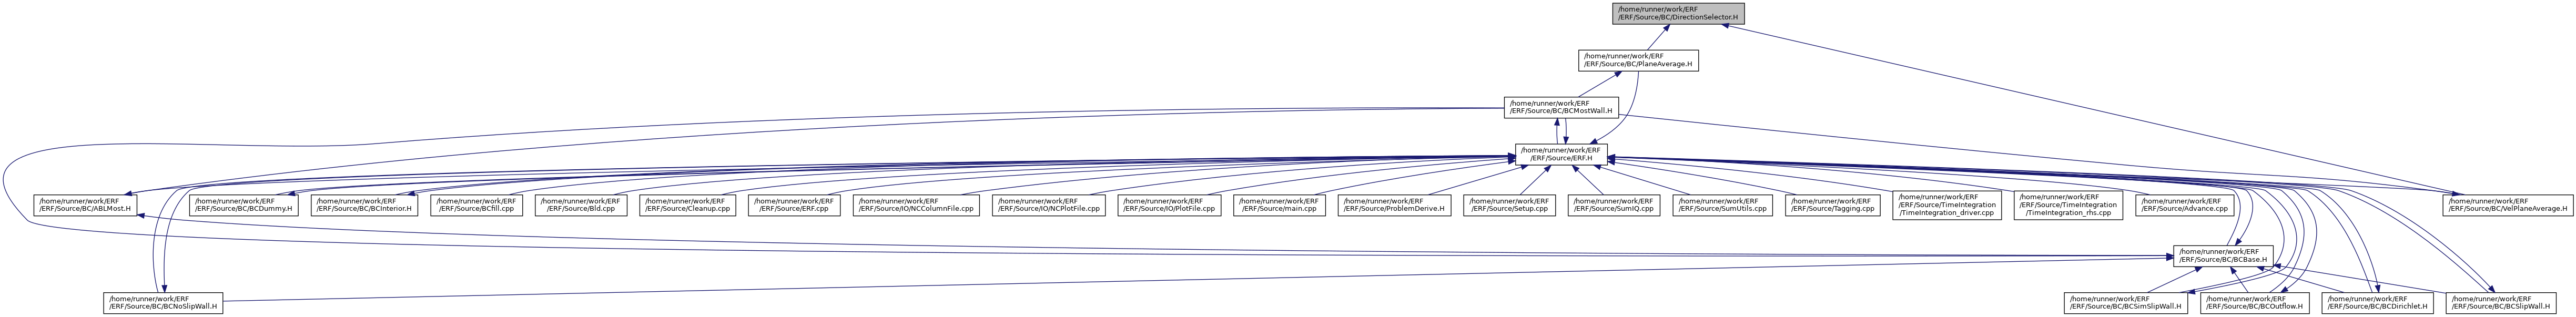 /home/runner/work/ERF
/ERF/Source/BC/DirectionSelector.H
/home/runner/work/ERF
/ERF/Source/BC/PlaneAverage.H
/home/runner/work/ERF
/ERF/Source/BC/BCMostWall.H
/home/runner/work/ERF
/ERF/Source/ERF.H
/home/runner/work/ERF
/ERF/Source/BC/ABLMost.H
/home/runner/work/ERF
/ERF/Source/BC/BCDummy.H
/home/runner/work/ERF
/ERF/Source/BC/BCInterior.H
/home/runner/work/ERF
/ERF/Source/BCfill.cpp
/home/runner/work/ERF
/ERF/Source/Bld.cpp
/home/runner/work/ERF
/ERF/Source/Cleanup.cpp
/home/runner/work/ERF
/ERF/Source/ERF.cpp
/home/runner/work/ERF
/ERF/Source/IO/NCColumnFile.cpp
/home/runner/work/ERF
/ERF/Source/IO/NCPlotFile.cpp
/home/runner/work/ERF
/ERF/Source/IO/PlotFile.cpp
/home/runner/work/ERF
/ERF/Source/main.cpp
/home/runner/work/ERF
/ERF/Source/ProblemDerive.H
/home/runner/work/ERF
/ERF/Source/Setup.cpp
/home/runner/work/ERF
/ERF/Source/SumIQ.cpp
/home/runner/work/ERF
/ERF/Source/SumUtils.cpp
/home/runner/work/ERF
/ERF/Source/Tagging.cpp
/home/runner/work/ERF
/ERF/Source/TimeIntegration
/TimeIntegration_driver.cpp
/home/runner/work/ERF
/ERF/Source/TimeIntegration
/TimeIntegration_rhs.cpp
/home/runner/work/ERF
/ERF/Source/Advance.cpp
/home/runner/work/ERF
/ERF/Source/BC/VelPlaneAverage.H
/home/runner/work/ERF
/ERF/Source/BC/BCBase.H
/home/runner/work/ERF
/ERF/Source/BC/BCNoSlipWall.H
/home/runner/work/ERF
/ERF/Source/BC/BCSimSlipWall.H
/home/runner/work/ERF
/ERF/Source/BC/BCOutflow.H
/home/runner/work/ERF
/ERF/Source/BC/BCDirichlet.H
/home/runner/work/ERF
/ERF/Source/BC/BCSlipWall.H